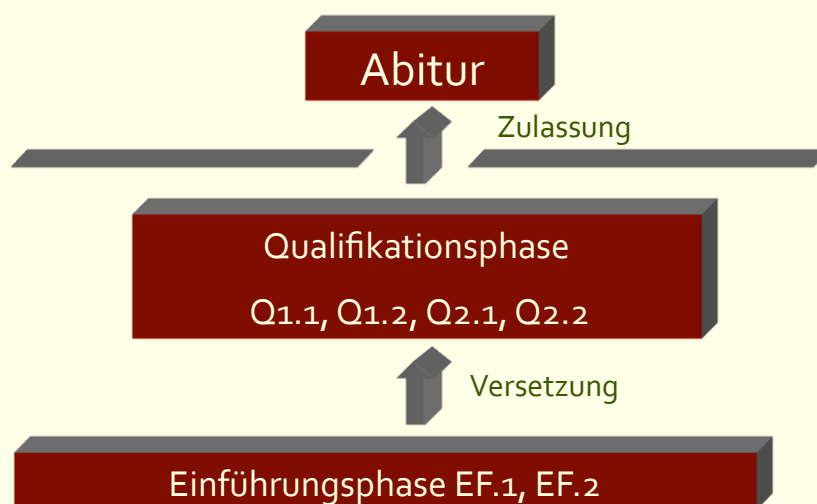 Abitur
Zulassung
Qualifikationsphase
Q1.1, Q1.2, Q2.1, Q2.2
Versetzung
Einführungsphase EF.1, EF.2